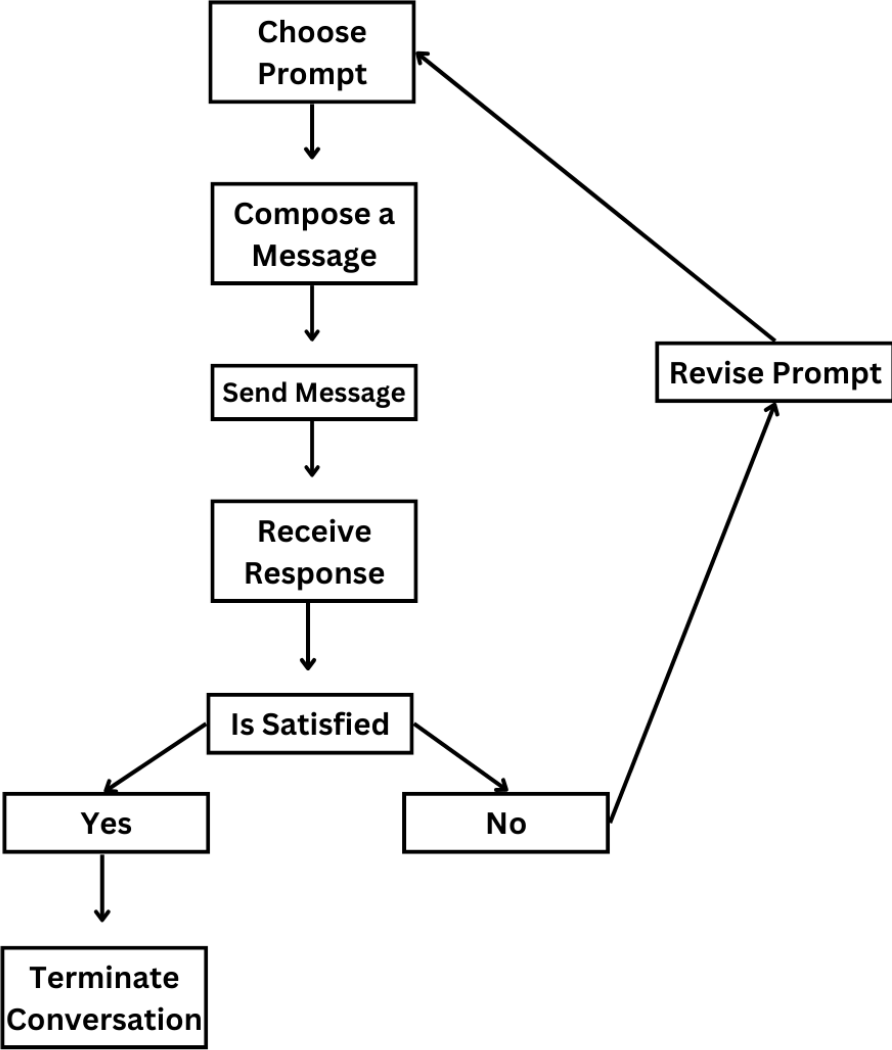 Choose
Prompt
Compose a
Message
Send Message
Revise Prompt
Receive
Response
Is Satisfied
Yes
No
Terminate
Conversation